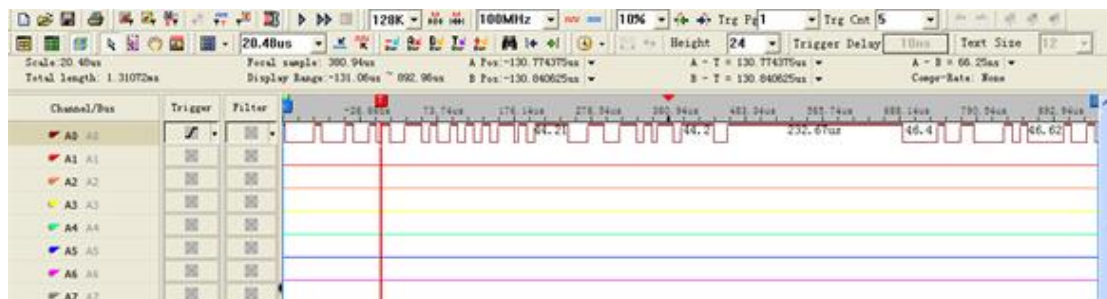 128K 100MHz 10% Trg Pg 1 Trg Cnt 5
20.48us Height 24 Trigger Delay 10ns Text Size 12
Scale:20.48us Focal sample: 380.94us A Pos:-130.774375us A - T = 130.774375us A - B = 66.25ns
Total length: 1.31072ms Display Range:-131.06us ~ 892.96us B Pos:-130.840625us B - T = 130.840625us Compr-Rate: None
Channel/Bus Trigger Filter -28.66us 73.74us 176.14us 278.54us 380.94us 483.34us 585.74us 688.14us 790.54us 892.94us
A0 A0 44.21 44.2 232.67us 46.4 46.62
A1 A1
A2 A2
A3 A3
A4 A4
A5 A5
A6 A6
A7 A7